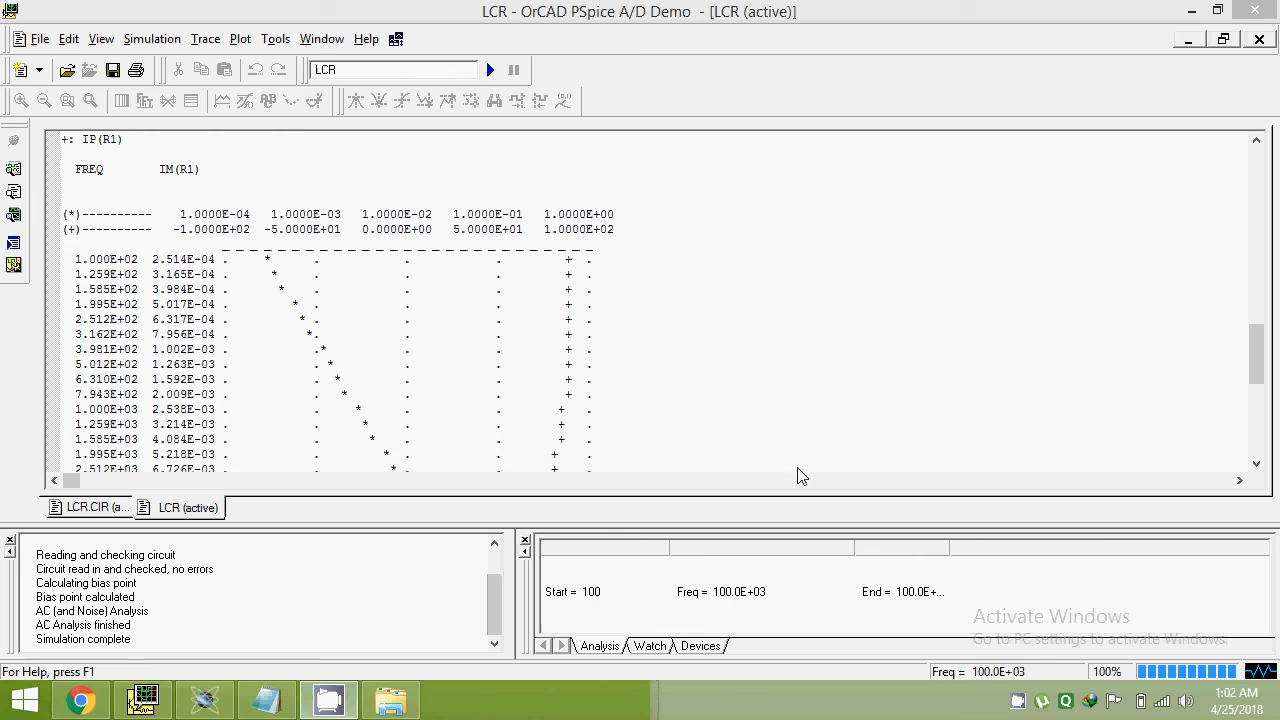 LCR - OrCAD PSpice A/D Demo - [LCR (active)]
File Edit View Simulation Trace Plot Tools Window Help
LCR
+: IP(R1)
FREQ IM(R1)
(*)---------- 1.0000E-04 1.0000E-03 1.0000E-02 1.0000E-01 1.0000E+00
(+)---------- -1.0000E+02 -5.0000E+01 0.0000E+00 5.0000E+01 1.0000E+02
- - - - - - - - - - - - - - - - - - - - - - - - - - -
1.000E+02 2.514E-04 . * . . . + .
1.259E+02 3.165E-04 . * . . . + .
1.585E+02 3.984E-04 . * . . . + .
1.995E+02 5.017E-04 . * . . . + .
2.512E+02 6.317E-04 . * . . . + .
3.162E+02 7.956E-04 . *. . . + .
3.981E+02 1.002E-03 . .* . . + .
5.012E+02 1.263E-03 . . * . . + .
6.310E+02 1.592E-03 . . * . . + .
7.943E+02 2.009E-03 . . * . . + .
1.000E+03 2.538E-03 . . * . . + .
1.259E+03 3.214E-03 . . * . . + .
1.585E+03 4.084E-03 . . * . . + .
1.995E+03 5.218E-03 . . * . . + .
2.512E+03 6.726E-03 . . * . . + .
LCR.CIR (a... LCR (active)
Reading and checking circuit
Circuit read in and checked, no errors
Calculating bias point
Bias point calculated
AC (and Noise) Analysis
AC Analysis finished
Simulation complete
Start = 100 Freq = 100.0E+03 End = 100.0E+...
Activate Windows
Go to PC settings to activate Windows.
Analysis Watch Devices
For Help, press F1 Freq = 100.0E+03 100%
1:02 AM
4/25/2018